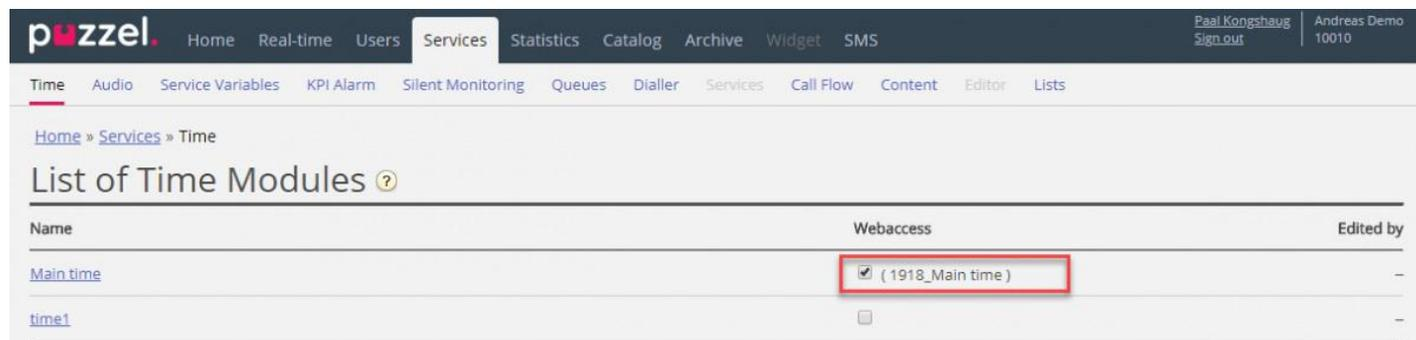 puzzel. Home Real-time Users Services Statistics Catalog Archive Widget SMS
Paal Kongshaug Andreas Demo
Sign out 10010
Time Audio Service Variables KPI Alarm Silent Monitoring Queues Dialler Services Call Flow Content Editor Lists
Home » Services » Time
List of Time Modules ?
Name Webaccess Edited by
Main time ( 1918_Main time ) –
time1 –